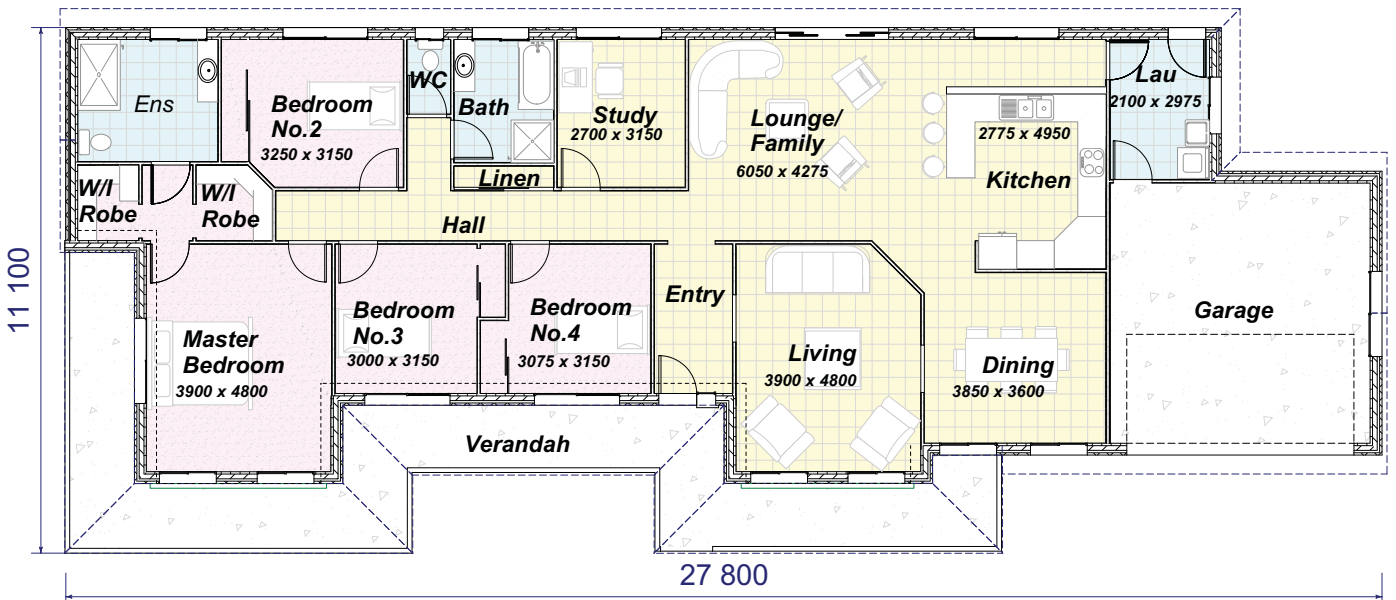 Ens
Bedroom
No.2
3250 x 3150
WC
Bath
Study
2700 x 3150
Lounge/
Family
6050 x 4275
2775 x 4950
Kitchen
Lau
2100 x 2975
W/I
Robe
W/I
Robe
Linen
Hall
11 100
Master
Bedroom
3900 x 4800
Bedroom
No.3
3000 x 3150
Bedroom
No.4
3075 x 3150
Entry
Living
3900 x 4800
Dining
3850 x 3600
Garage
Verandah
27 800